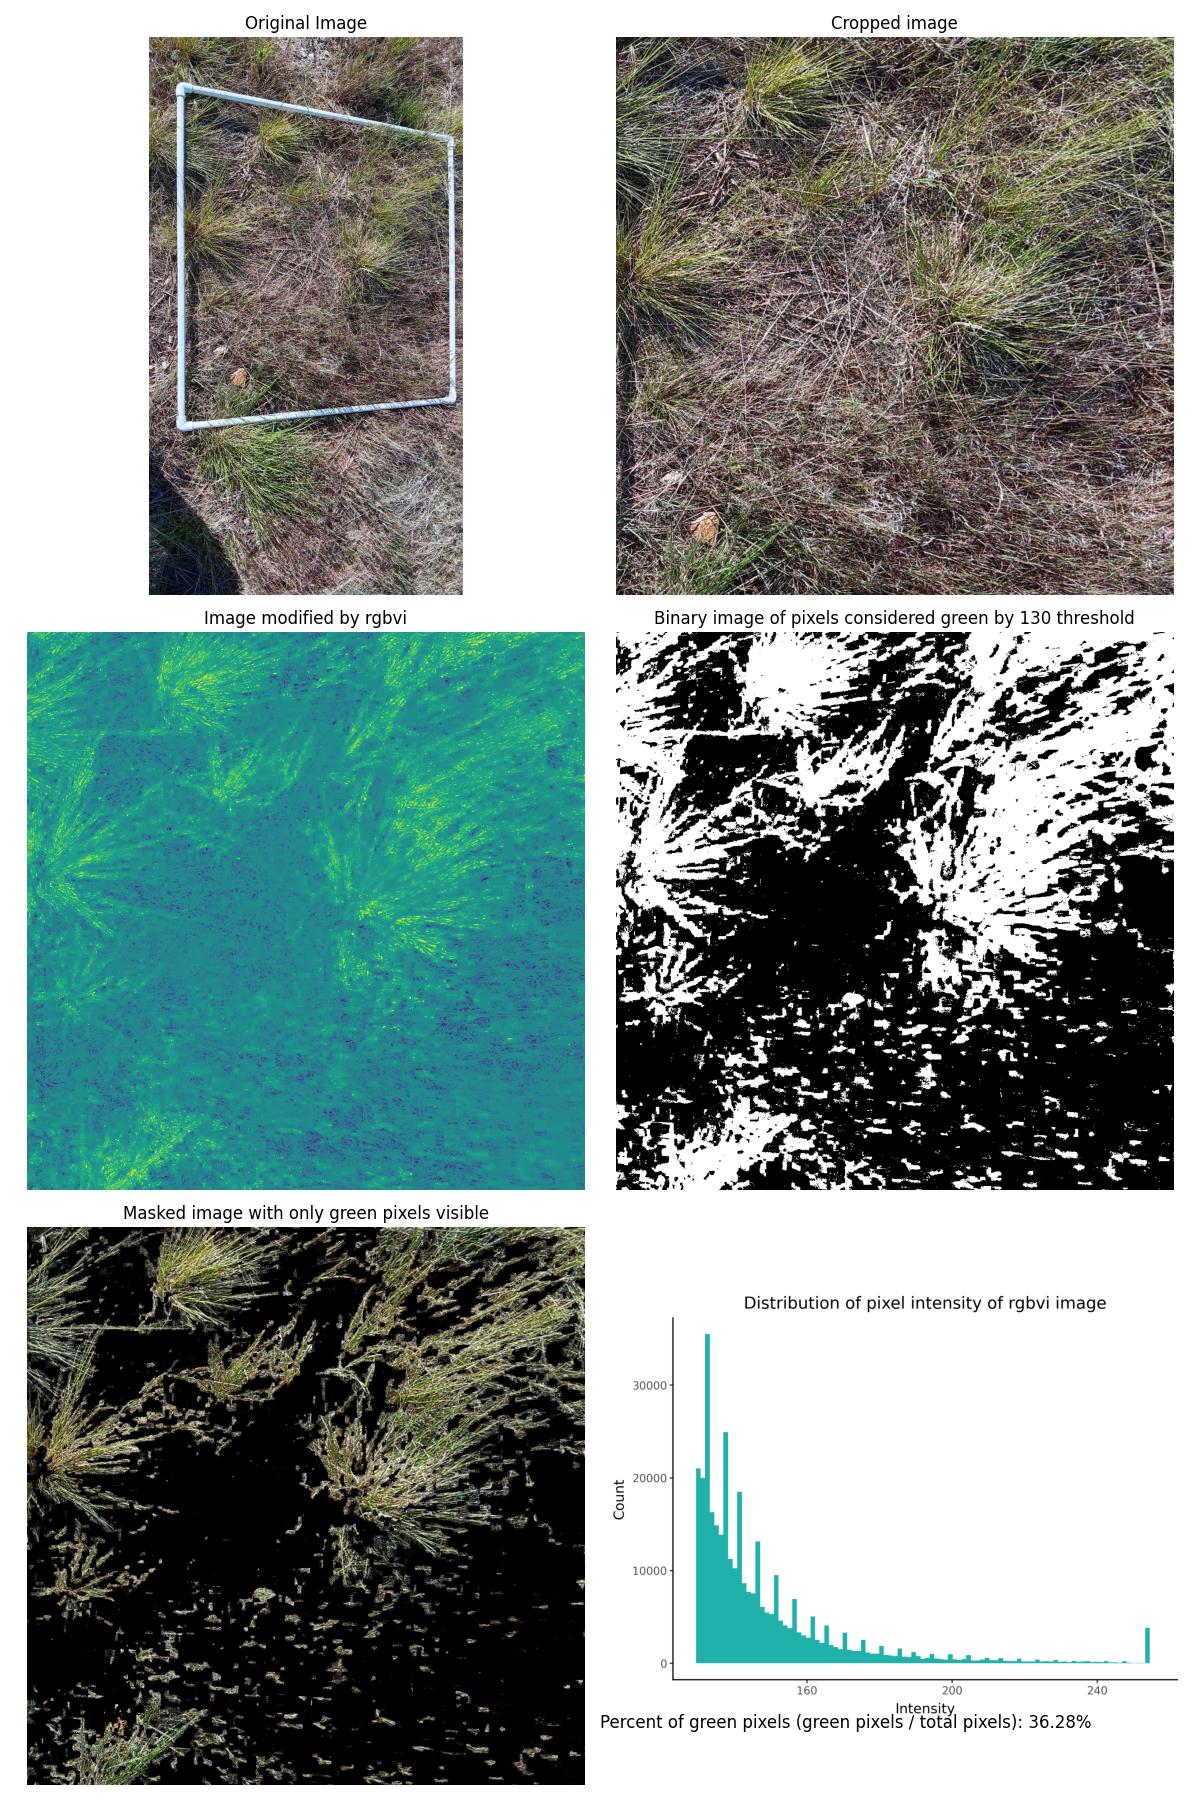 Original Image
Cropped image
Image modified by rgbvi
Binary image of pixels considered green by 130 threshold
Masked image with only green pixels visible
Distribution of pixel intensity of rgbvi image
30000
20000
10000
0
Count
160
200
240
Intensity
Percent of green pixels (green pixels / total pixels): 36.28%